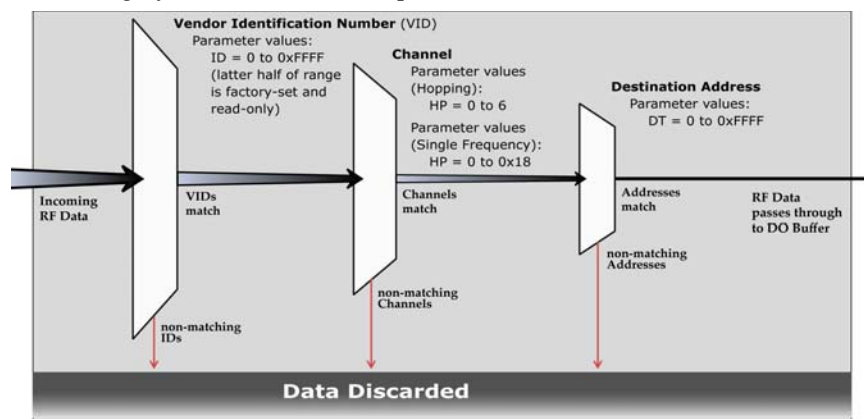 Vendor Identification Number (VID)
Parameter values:
ID = 0 to 0xFFFF
(latter half of range
is factory-set and
read-only)
Channel
Parameter values
(Hopping):
HP = 0 to 6
Parameter values
(Single Frequency):
HP = 0 to 0x18
Destination Address
Parameter values:
DT = 0 to 0xFFFF
Incoming
RF Data
VIDs
match
Channels
match
Addresses
match
RF Data
passes through
to DO Buffer
non-matching
IDs
non-matching
Channels
non-matching
Addresses
Data Discarded